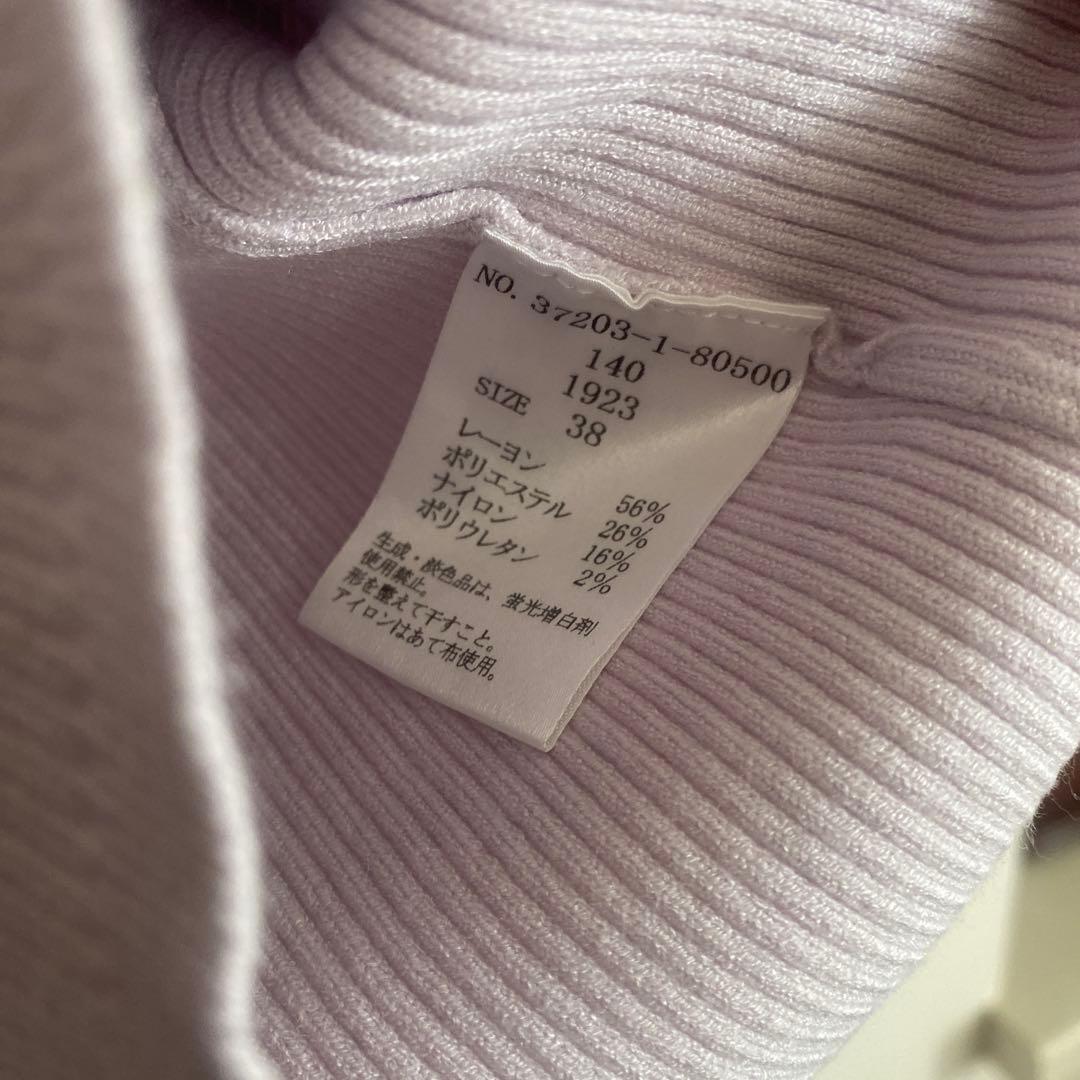 NO. 37203-1-80500
140
1923
SIZE 38
レーヨン 56%
ポリエステル 26%
ナイロン 16%
ポリウレタン 2%
生成・淡色品は、蛍光増白剤
使用禁止。
形を整えて干すこと。
アイロンはあて布使用。